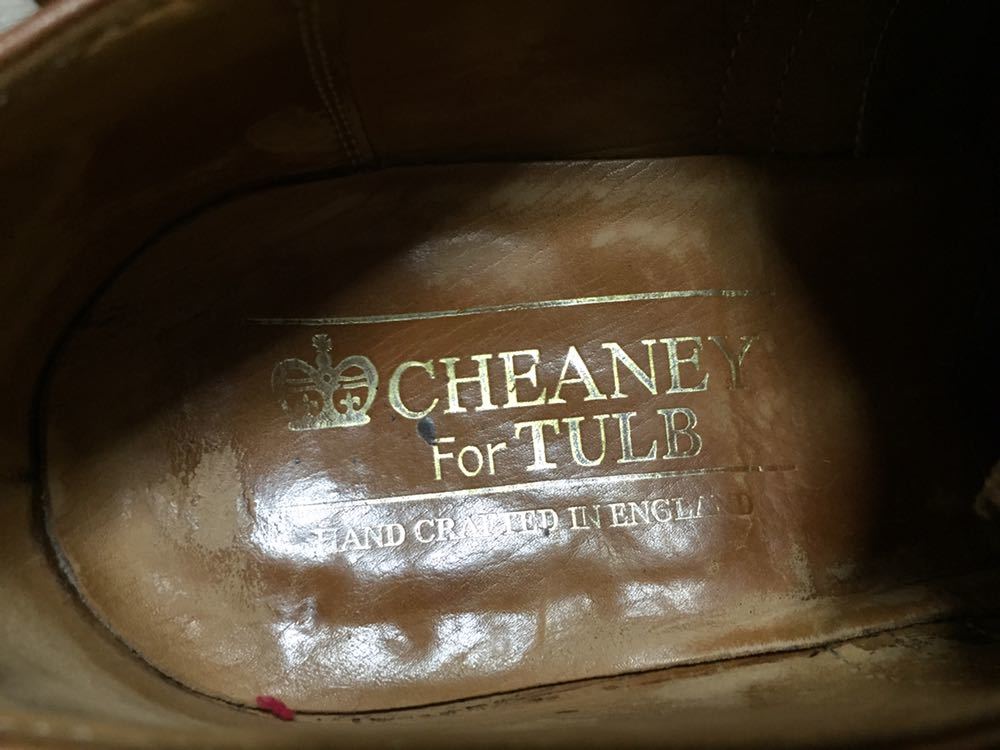 CHEANEY
For TULB
HAND CRAFTED IN ENGLAND